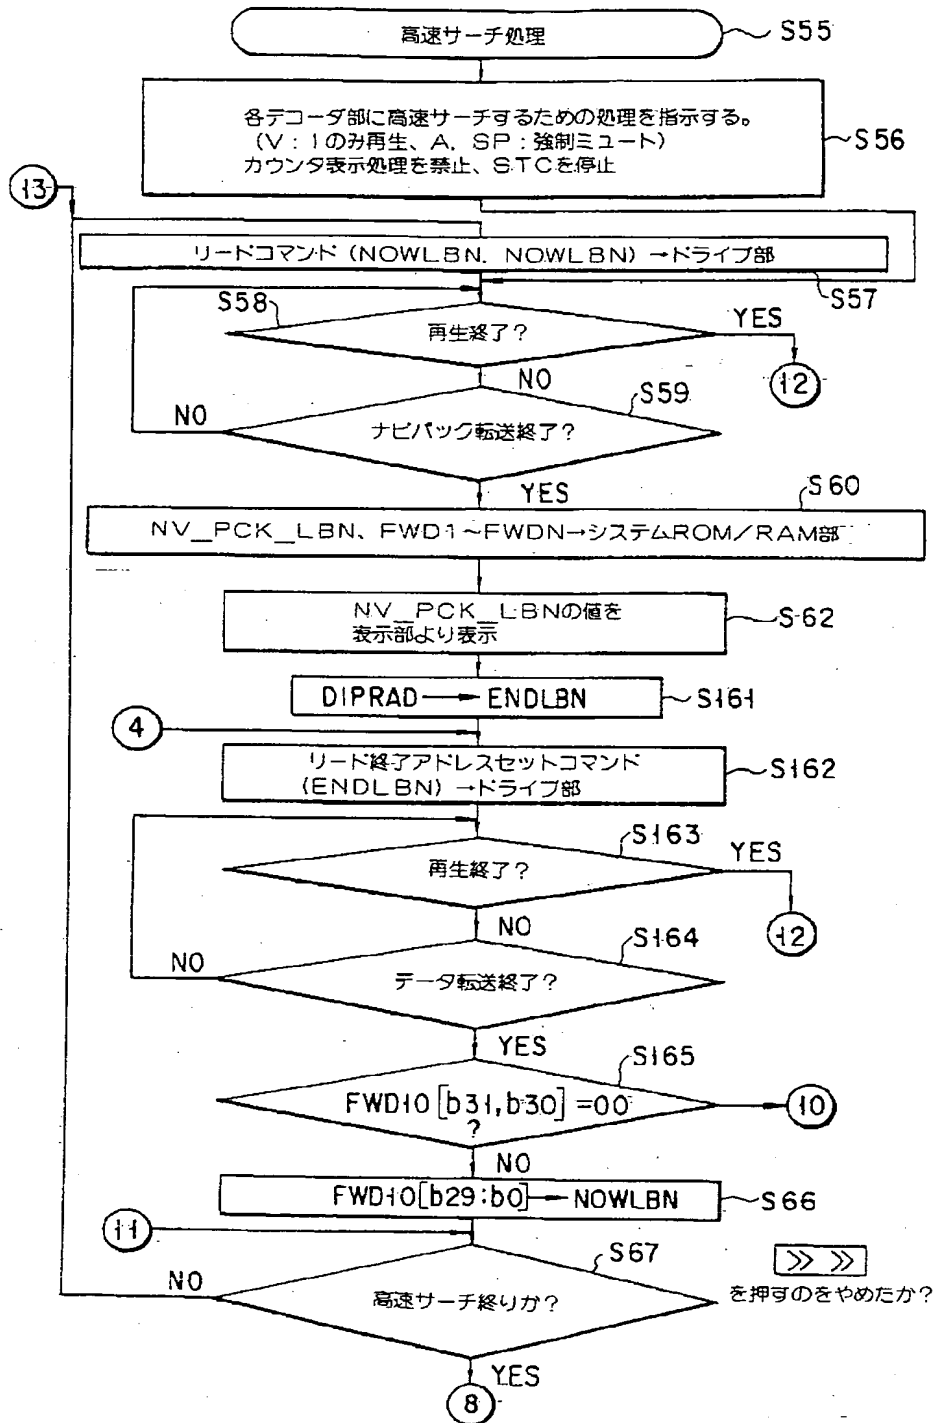 高速サーチ処理
S55
各デコーダ部に高速サーチするための処理を指示する。
(V:Iのみ再生、A, SP:強制ミュート)
カウンタ表示処理を禁止、STCを停止
S56
13
リードコマンド (NOWLBN, NOWLBN) →ドライブ部
S57
S58
再生終了?
YES
12
NO
S59
NO
ナビパック転送終了?
YES
S60
NV_PCK_LBN、FWD1~FWDN→システムROM/RAM部
NV_PCK_LBNの値を
表示部より表示
S62
DIPRAD → ENDLBN
S161
4
リード終了アドレスセットコマンド
(ENDLBN) →ドライブ部
S162
S163
再生終了?
YES
12
NO
S164
NO
データ転送終了?
YES
S165
FWD10 [b31,b30] =00
?
10
NO
FWD10[b29:b0] → NOWLBN
S66
11
S67
NO
高速サーチ終りか?
≫ ≫
を押すのをやめたか?
YES
8